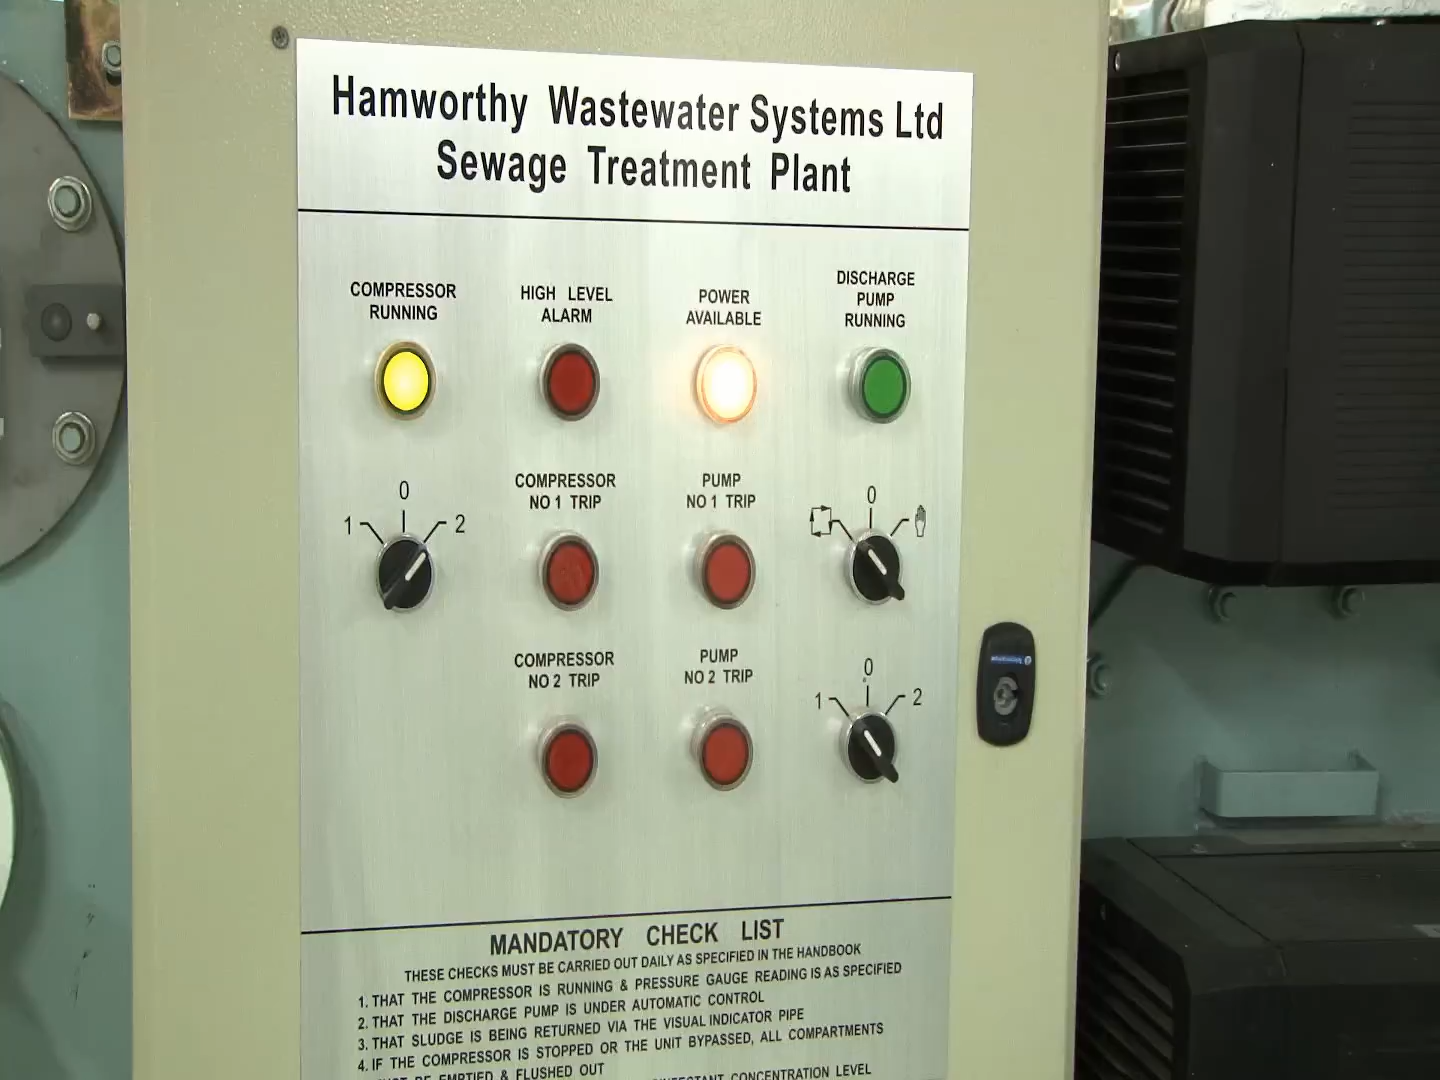 Hamworthy Wastewater Systems Ltd
Sewage Treatment Plant
COMPRESSOR
RUNNING
HIGH LEVEL
ALARM
POWER
AVAILABLE
DISCHARGE
PUMP
RUNNING
1 0 2
COMPRESSOR
NO 1 TRIP
PUMP
NO 1 TRIP
0
COMPRESSOR
NO 2 TRIP
PUMP
NO 2 TRIP
1 0 2
MANDATORY CHECK LIST
THESE CHECKS MUST BE CARRIED OUT DAILY AS SPECIFIED IN THE HANDBOOK
1. THAT THE COMPRESSOR IS RUNNING & PRESSURE GAUGE READING IS AS SPECIFIED
2. THAT THE DISCHARGE PUMP IS UNDER AUTOMATIC CONTROL
3. THAT SLUDGE IS BEING RETURNED VIA THE VISUAL INDICATOR PIPE
4. IF THE COMPRESSOR IS STOPPED OR THE UNIT BYPASSED, ALL COMPARTMENTS
BE EMPTIED & FLUSHED OUT
CONCENTRATION LEVEL